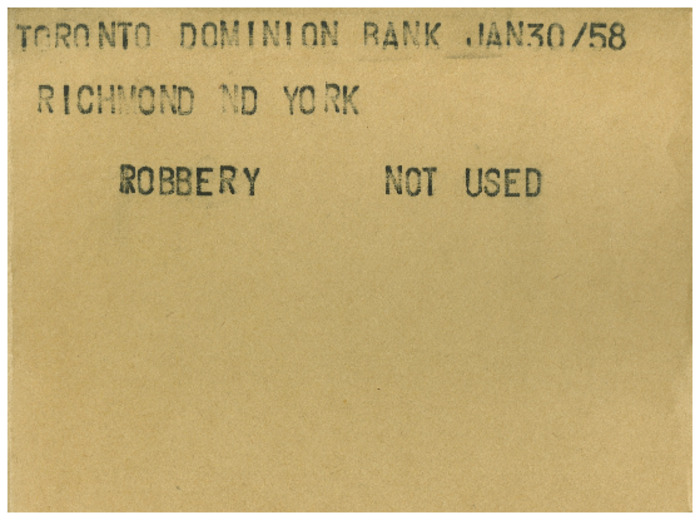 TORONTO DOMINION BANK JAN30/58
RICHMOND ND YORK
ROBBERY NOT USED